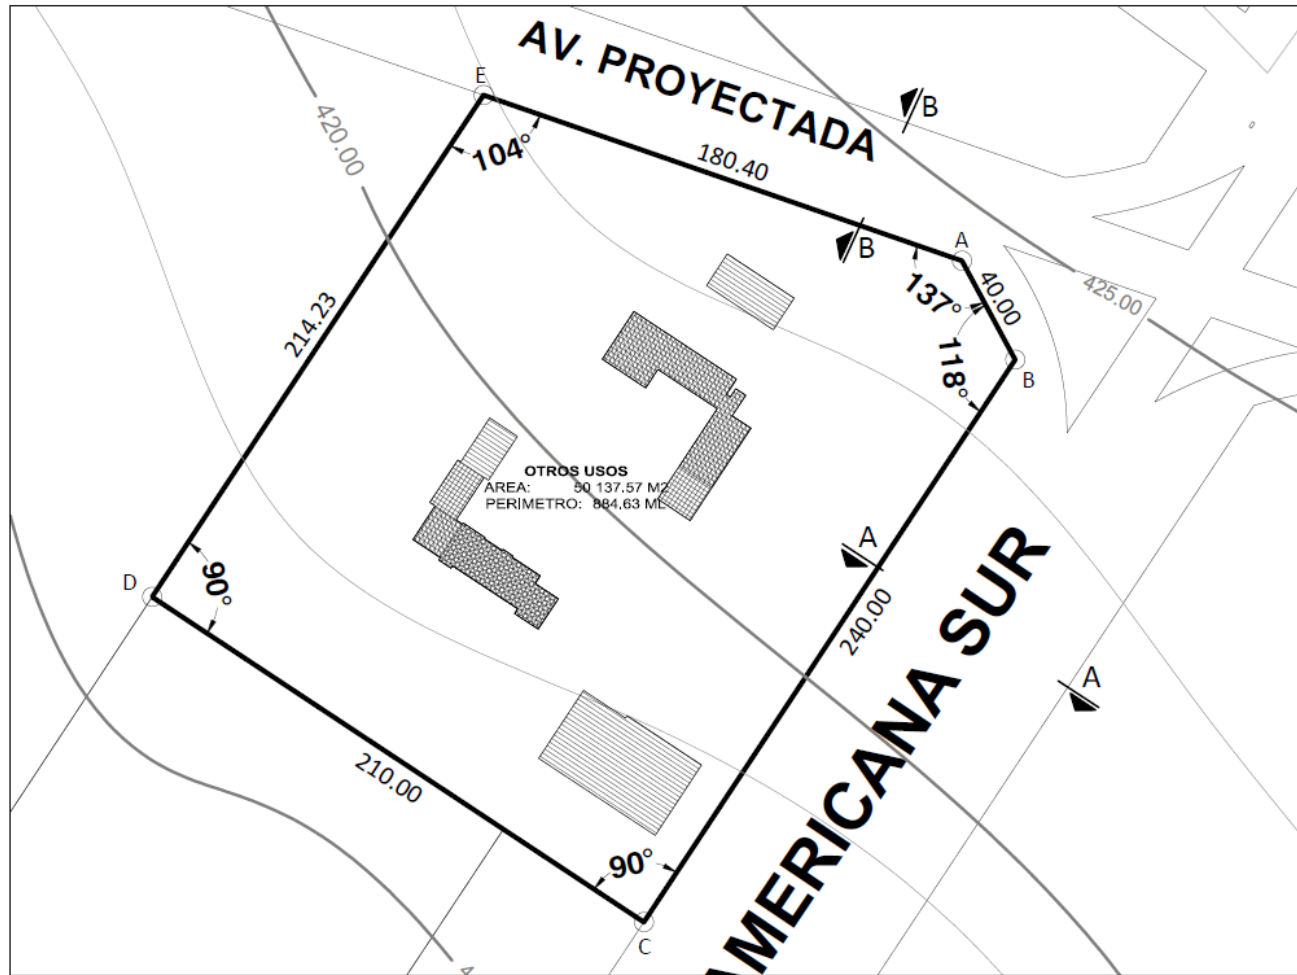 AV. PROYECTADA
E
B
420.00
104°
180.40
B
A
137°
40.00
425.00
118°
B
214.23
OTROS USOS
AREA: 50 137.57 M2
PERIMETRO: 884.63 ML
A
D
90°
240.00
AMERICANA SUR
A
210.00
90°
C